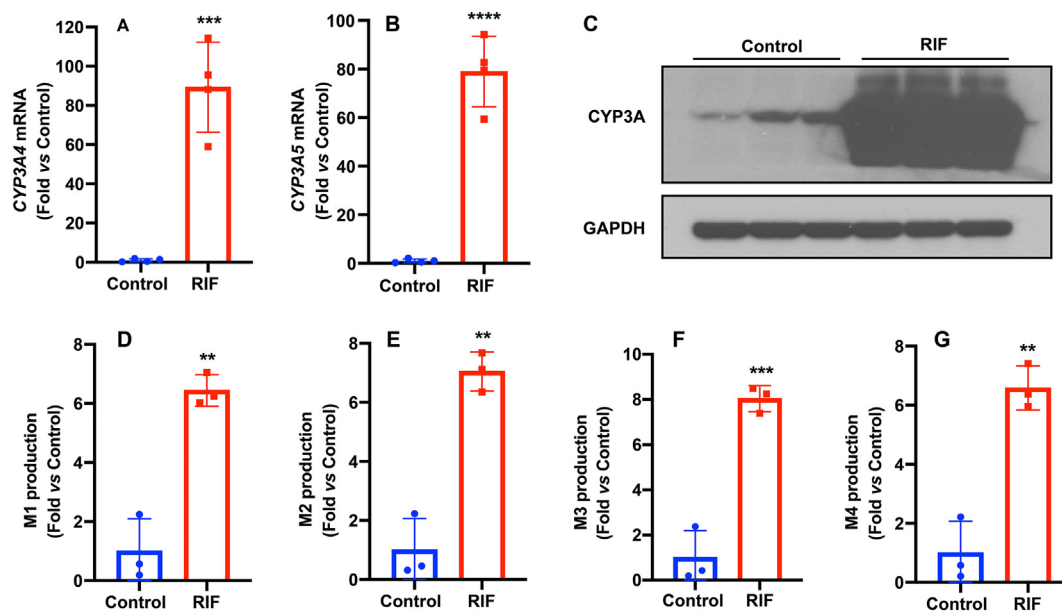 A
CYP3A4 mRNA
(Fold vs Control)
120
100
80
60
40
20
0
***
Control
RIF
B
CYP3A5 mRNA
(Fold vs Control)
100
80
60
40
20
0
****
Control
RIF
C
Control
RIF
CYP3A
GAPDH
D
M1 production
(Fold vs Control)
8
6
4
2
0
**
Control
RIF
E
M2 production
(Fold vs Control)
8
6
4
2
0
**
Control
RIF
F
M3 production
(Fold vs Control)
10
8
6
4
2
0
***
Control
RIF
G
M4 production
(Fold vs Control)
8
6
4
2
0
**
Control
RIF